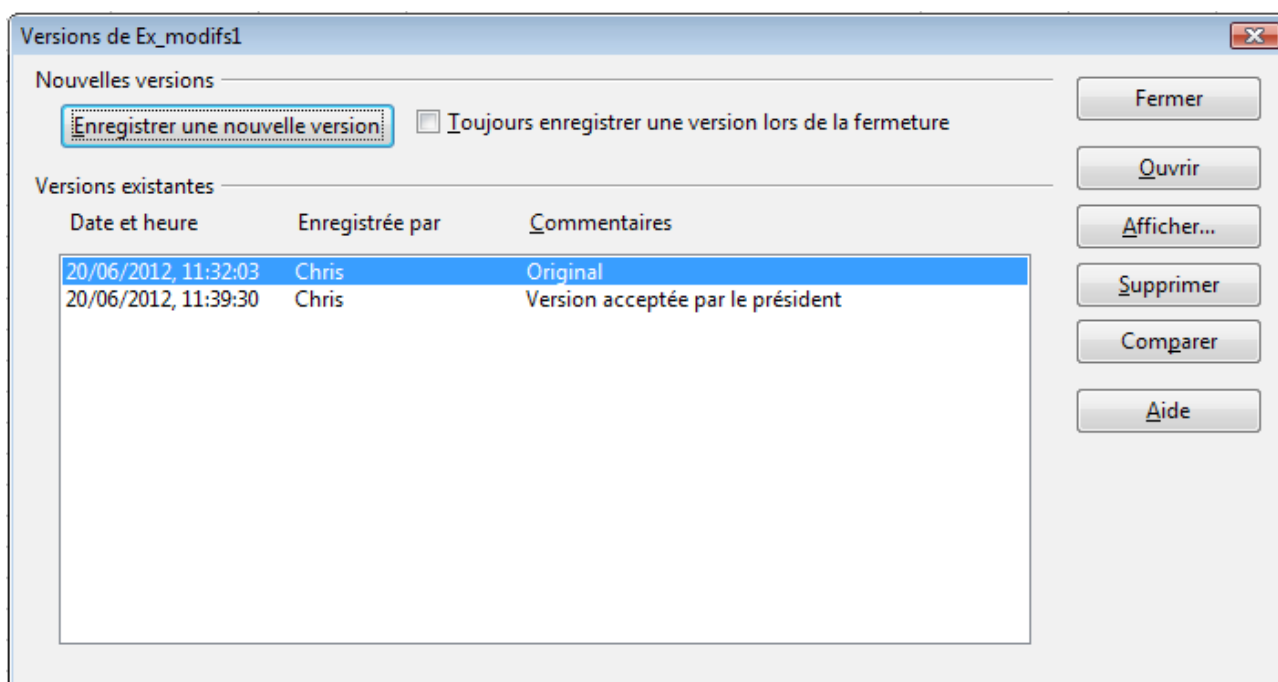 Versions de Ex_modifs1
Nouvelles versions
Enregistrer une nouvelle version
Toujours enregistrer une version lors de la fermeture
Versions existantes
Date et heure Enregistrée par Commentaires
20/06/2012, 11:32:03 Chris Original
20/06/2012, 11:39:30 Chris Version acceptée par le président
Fermer
Ouvrir
Afficher...
Supprimer
Comparer
Aide